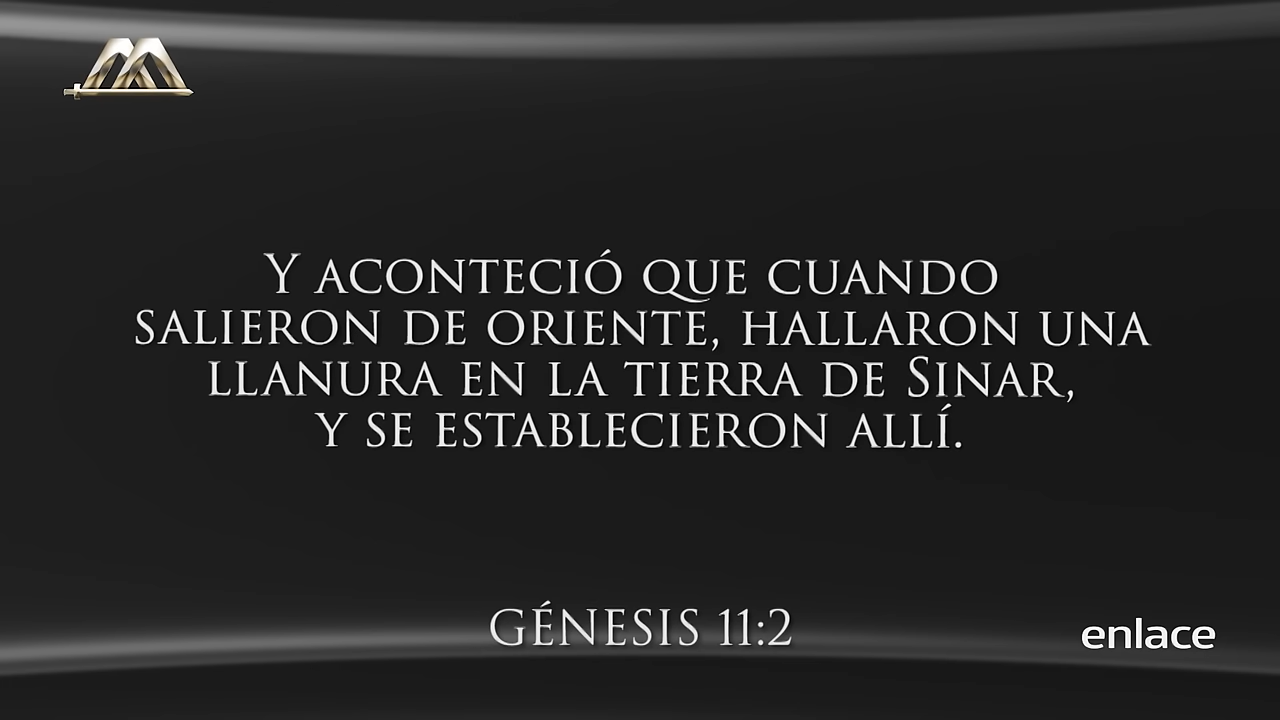 Y ACONTECIÓ QUE CUANDO
SALIERON DE ORIENTE, HALLARON UNA
LLANURA EN LA TIERRA DE SINAR,
Y SE ESTABLECIERON ALLÍ.
GÉNESIS 11:2
enlace